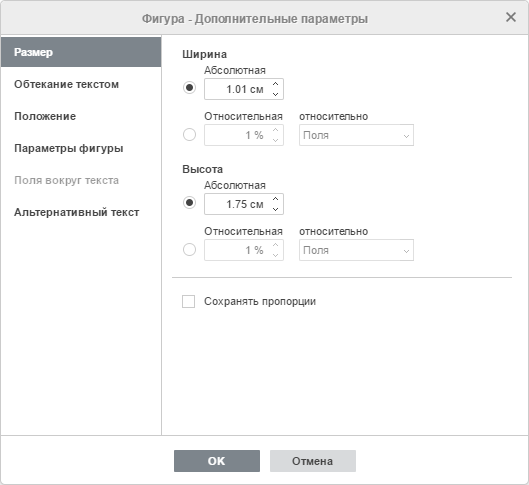 Фигура - Дополнительные параметры
Размер
Обтекание текстом
Положение
Параметры фигуры
Поля вокруг текста
Альтернативный текст
Ширина
Абсолютная
1.01 см
Относительная относительно
1 % Поля
Высота
Абсолютная
1.75 см
Относительная относительно
1 % Поля
Сохранять пропорции
OK Отмена